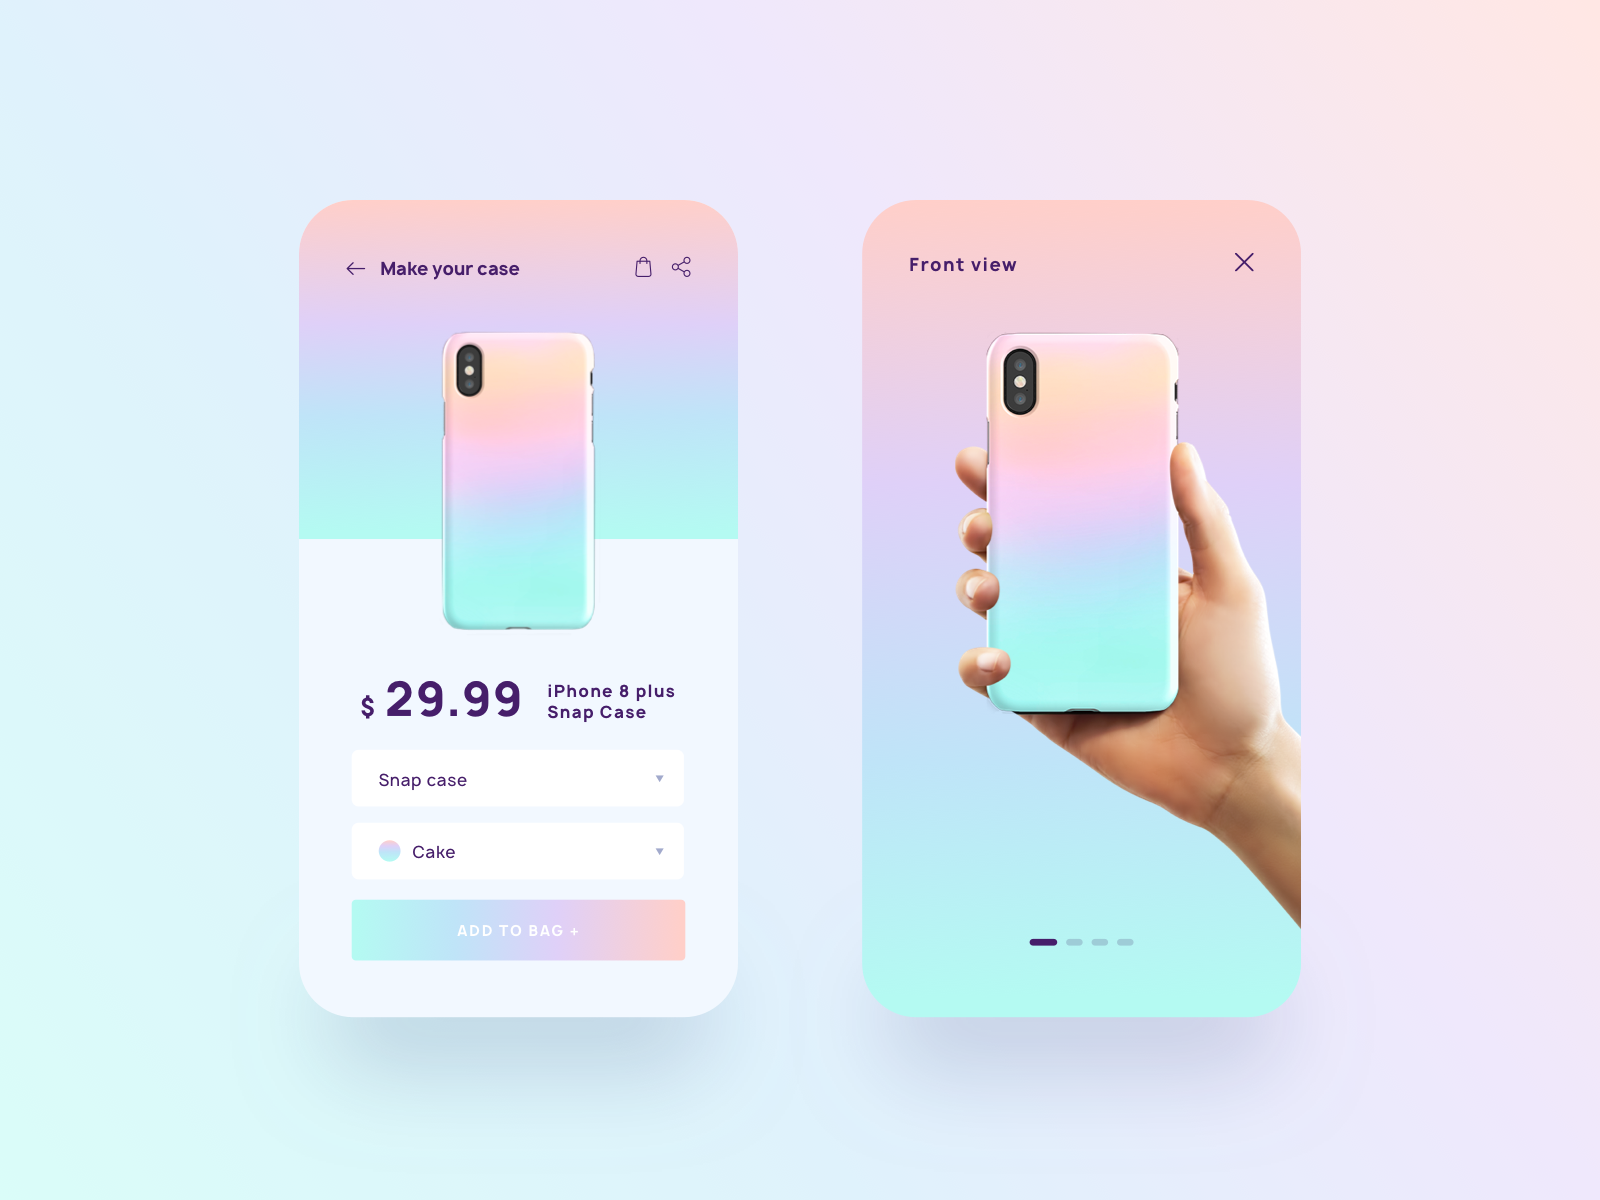 Make your case
$ 29.99
iPhone 8 plus
Snap Case
Snap case
Cake
ADD TO BAG +
Front view